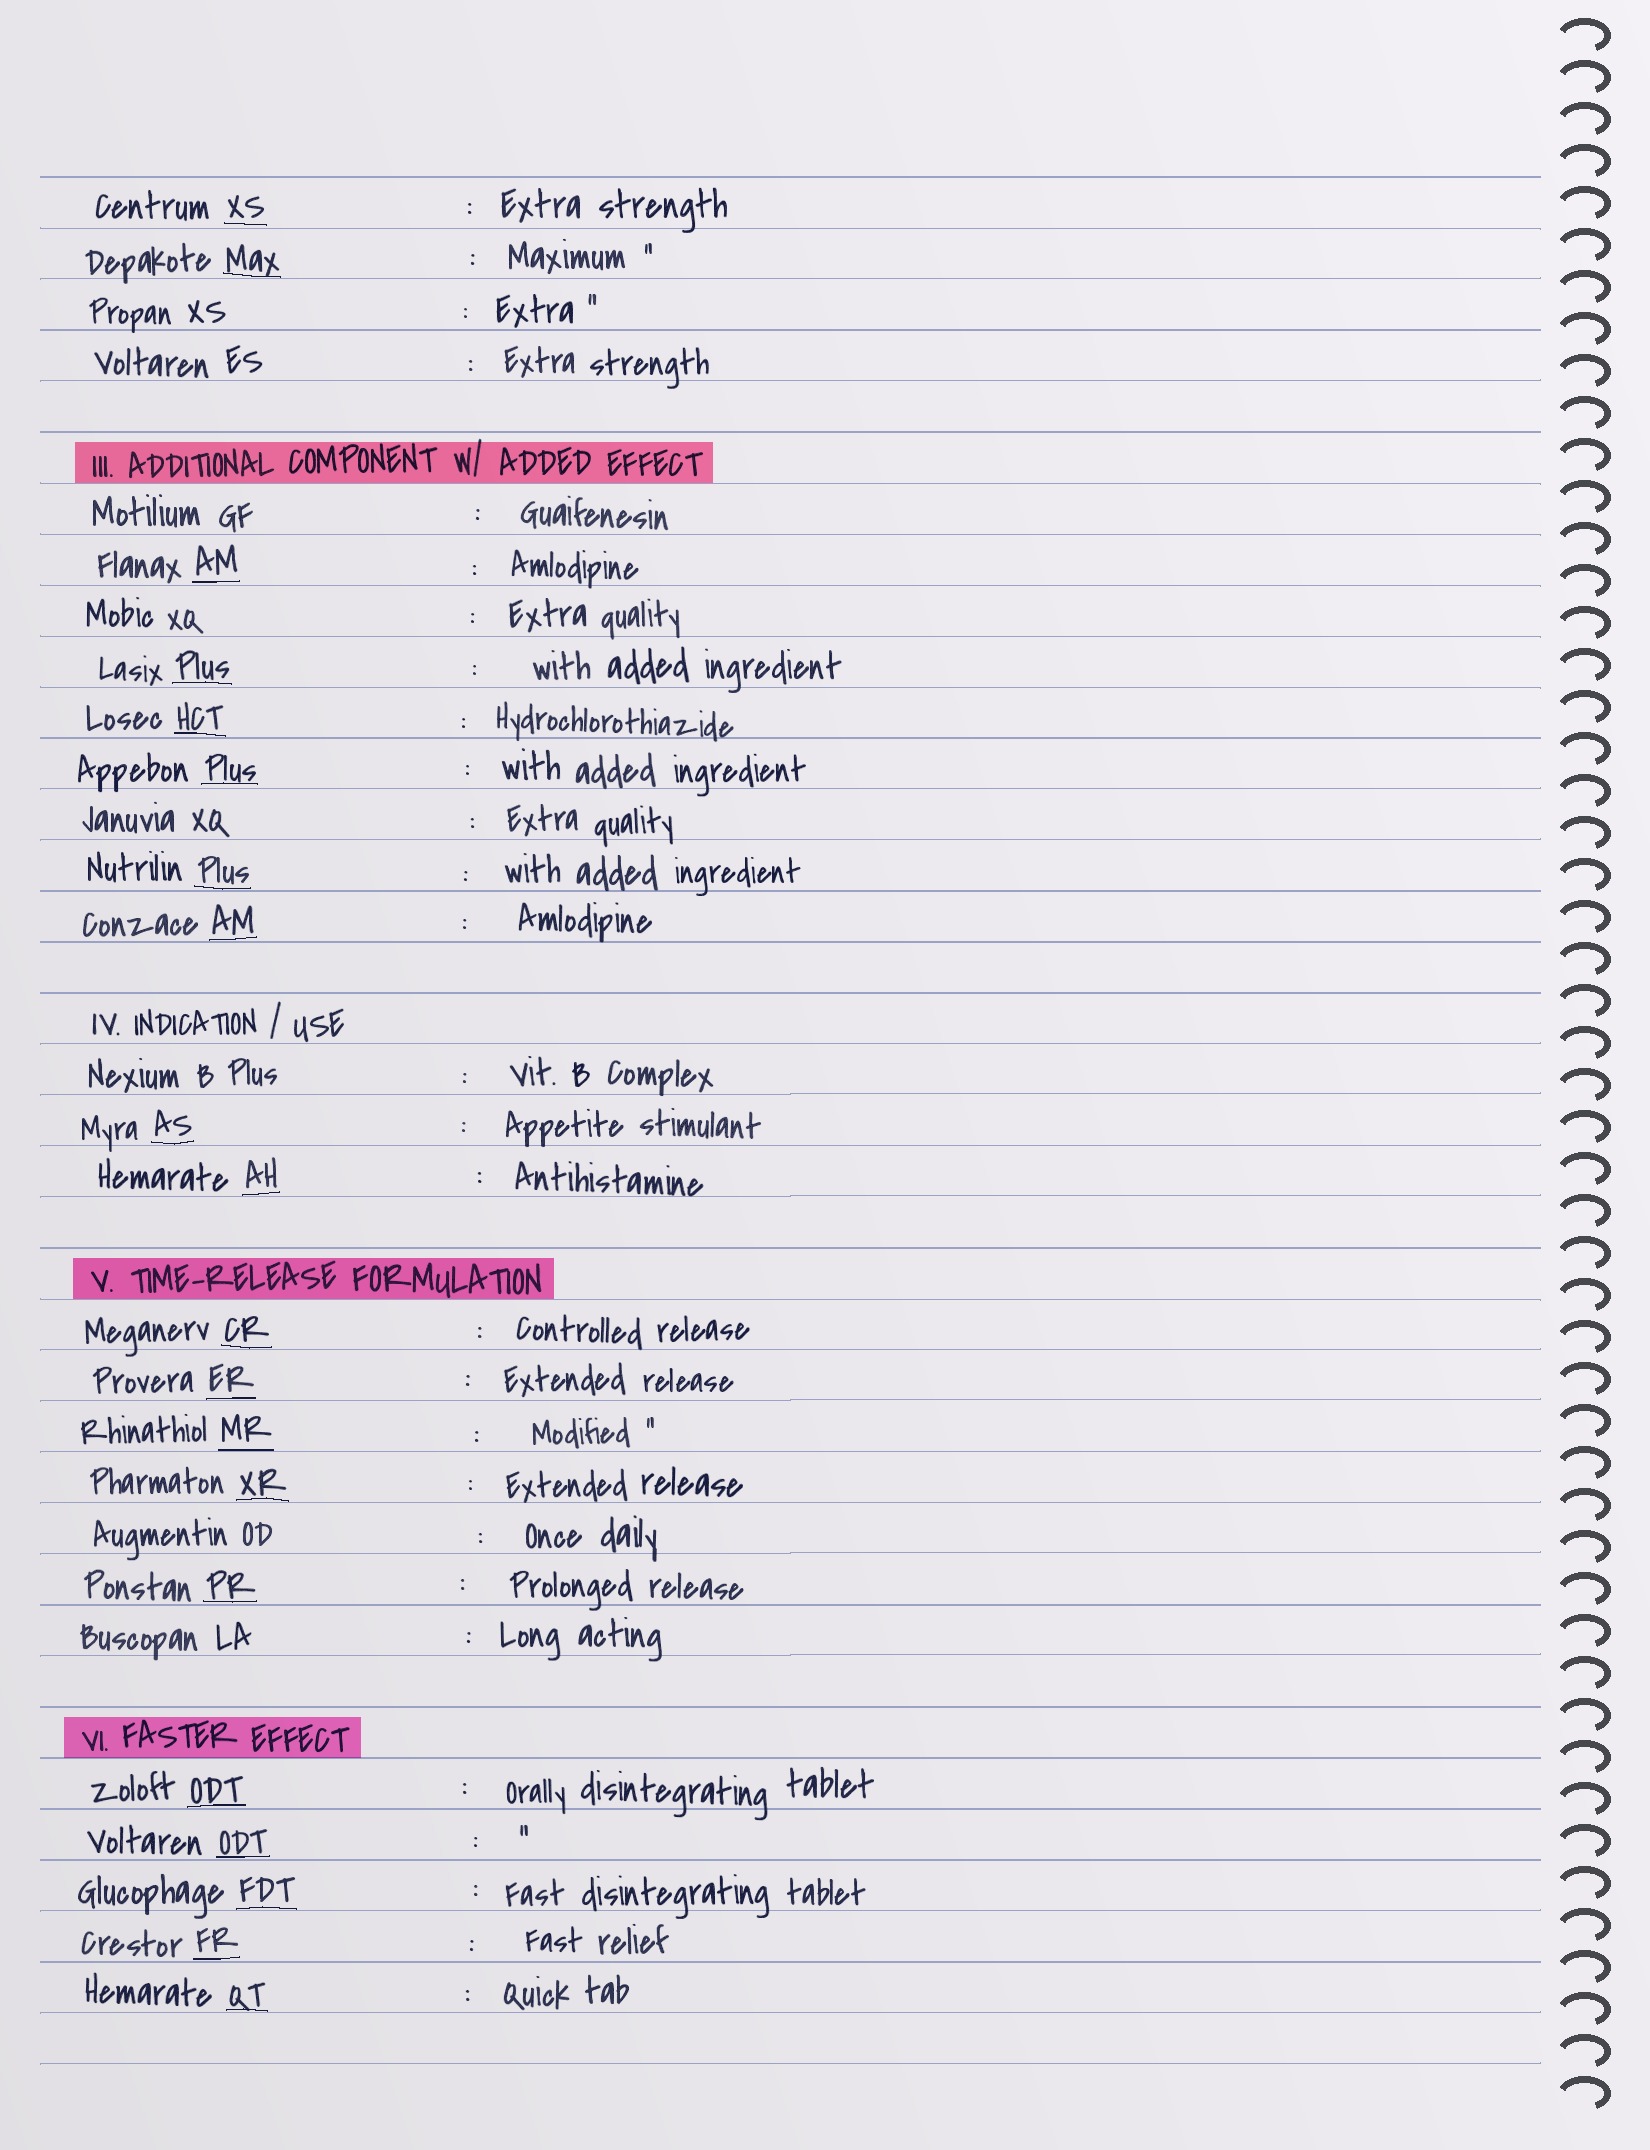 Centrum XS : Extra strength
Depakote Max : Maximum "
Propan XS : Extra "
Voltaren ES : Extra strength
III. ADDITIONAL COMPONENT W/ ADDED EFFECT
Motilium GF : Guaifenesin
Flanax AM : Amlodipine
Mobic XQ : Extra quality
Lasix Plus : with added ingredient
Losec HCT : Hydrochlorothiazide
Appebon Plus : with added ingredient
Januvia XQ : Extra quality
Nutrilin Plus : with added ingredient
Conzace AM : Amlodipine
IV. INDICATION / USE
Nexium B Plus : Vit. B Complex
Myra AS : Appetite stimulant
Hemarate AH : Antihistamine
V. TIME-RELEASE FORMULATION
Meganerv CR : Controlled release
Provera ER : Extended release
Rhinathiol MR : Modified "
Pharmaton XR : Extended release
Augmentin OD : Once daily
Ponstan PR : Prolonged release
Buscopan LA : Long acting
VI. FASTER EFFECT
Zoloft ODT : Orally disintegrating tablet
Voltaren ODT : "
Glucophage FDT : Fast disintegrating tablet
Crestor FR : Fast relief
Hemarate QT : Quick tab